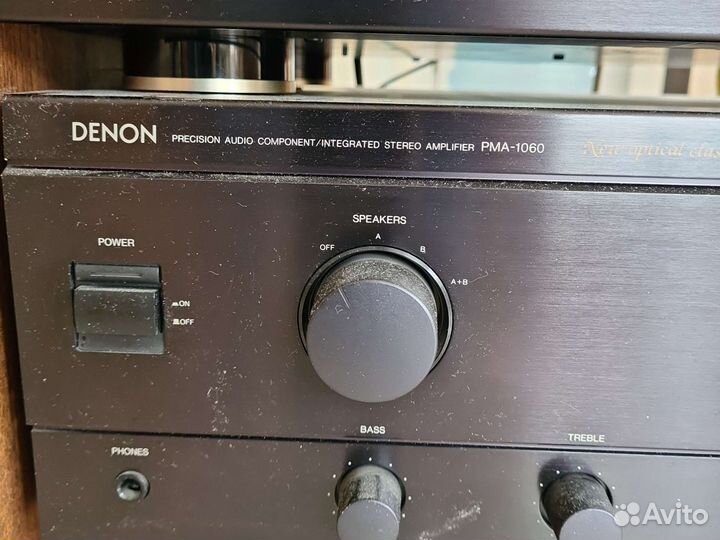 DENON PRECISION AUDIO COMPONENT/INTEGRATED STEREO AMPLIFIER PMA-1060 New optical clas
SPEAKERS
OFF A B A+B
POWER
ON
OFF
BASS
TREBLE
PHONES
Avito